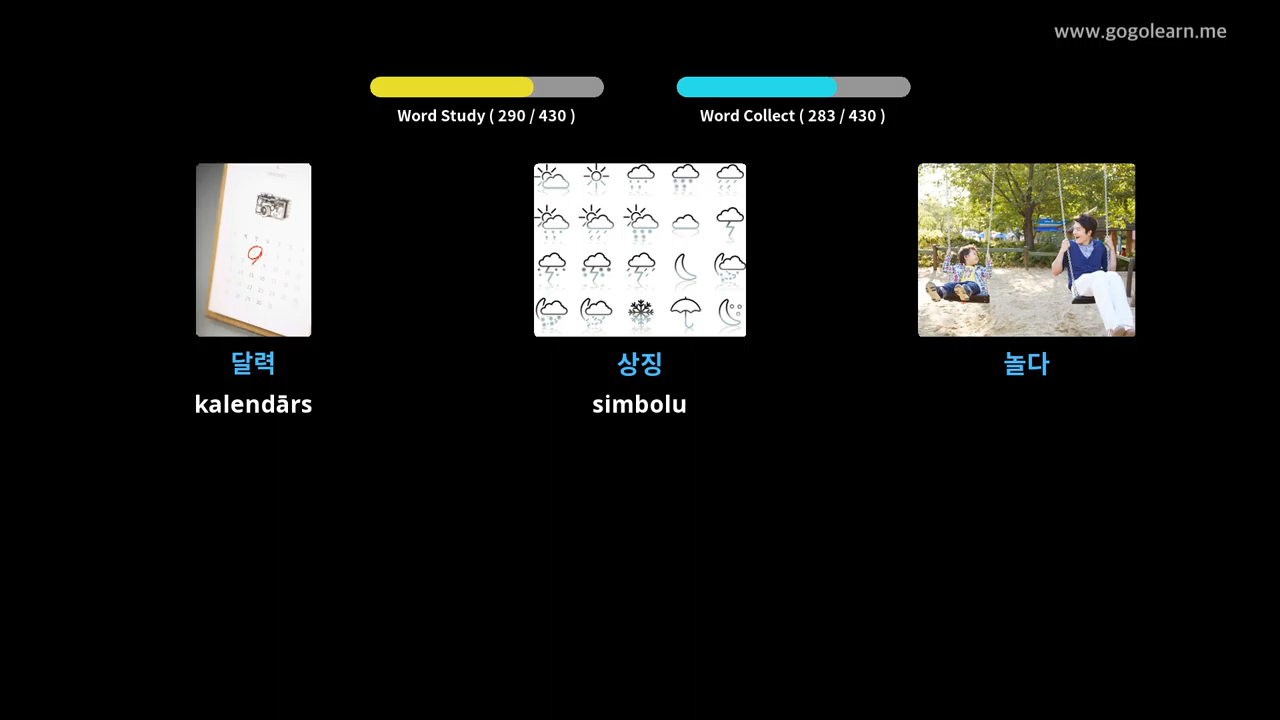 www.gogolearn.me
Word Study ( 290 / 430 )
Word Collect ( 283 / 430 )
달력
상징
놀다
kalendārs
simbolu